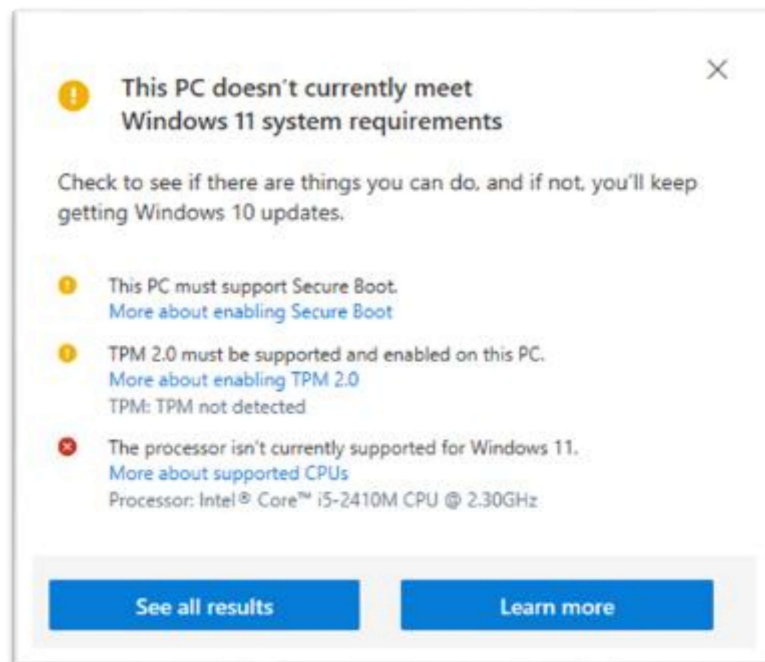 This PC doesn't currently meet
Windows 11 system requirements
Check to see if there are things you can do, and if not, you'll keep
getting Windows 10 updates.
This PC must support Secure Boot.
More about enabling Secure Boot
TPM 2.0 must be supported and enabled on this PC.
More about enabling TPM 2.0
TPM: TPM not detected
The processor isn't currently supported for Windows 11.
More about supported CPUs
Processor: Intel® Core™ i5-2410M CPU @ 2.30GHz
See all results
Learn more